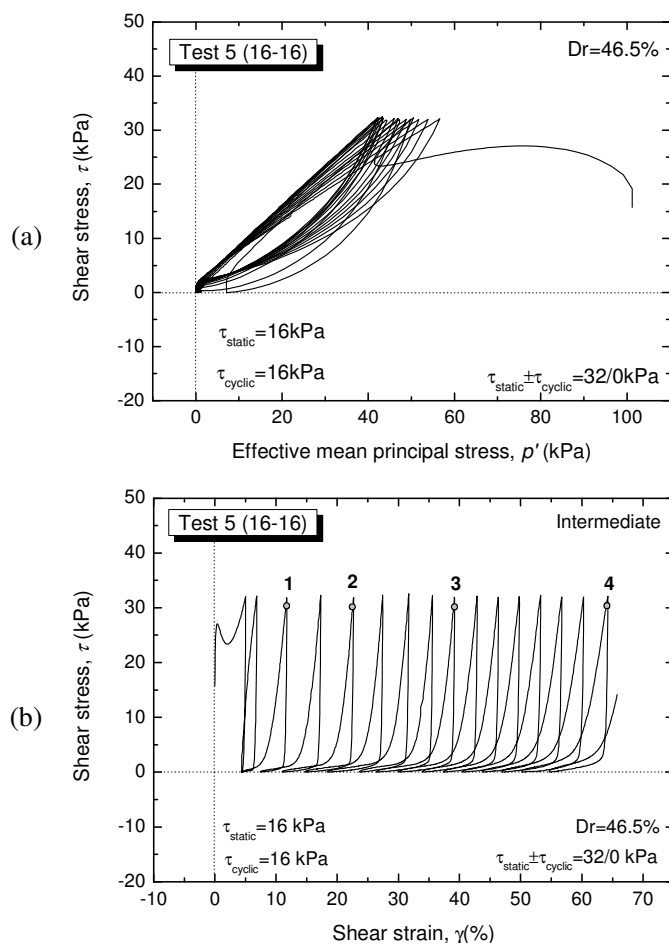 50
40
30
20
10
0
-10
-20
Shear stress, τ (kPa)
(a)
Test 5 (16-16)
Dr=46.5%
τstatic=16kPa
τcyclic=16kPa
τstatic±τcyclic=32/0kPa
0 20 40 60 80 100
Effective mean principal stress, p' (kPa)
50
40
30
20
10
0
-10
-20
Shear stress, τ (kPa)
(b)
Test 5 (16-16)
Intermediate
1 2 3 4
τstatic=16 kPa
Dr=46.5%
τcyclic=16 kPa
τstatic±τcyclic=32/0 kPa
-10 0 10 20 30 40 50 60 70
Shear strain, γ(%)